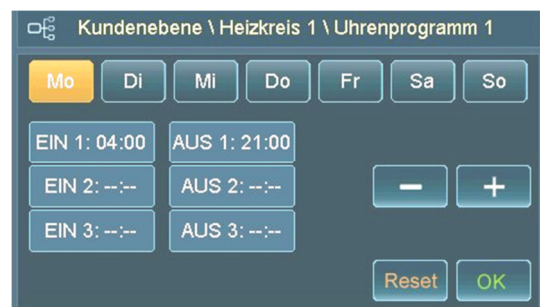 Kundenebene \ Heizkreis 1 \ Uhrenprogramm 1
Mo Di Mi Do Fr Sa So
EIN 1: 04:00 AUS 1: 21:00
EIN 2: --:-- AUS 2: --:--
EIN 3: --:-- AUS 3: --:--
− +
Reset OK